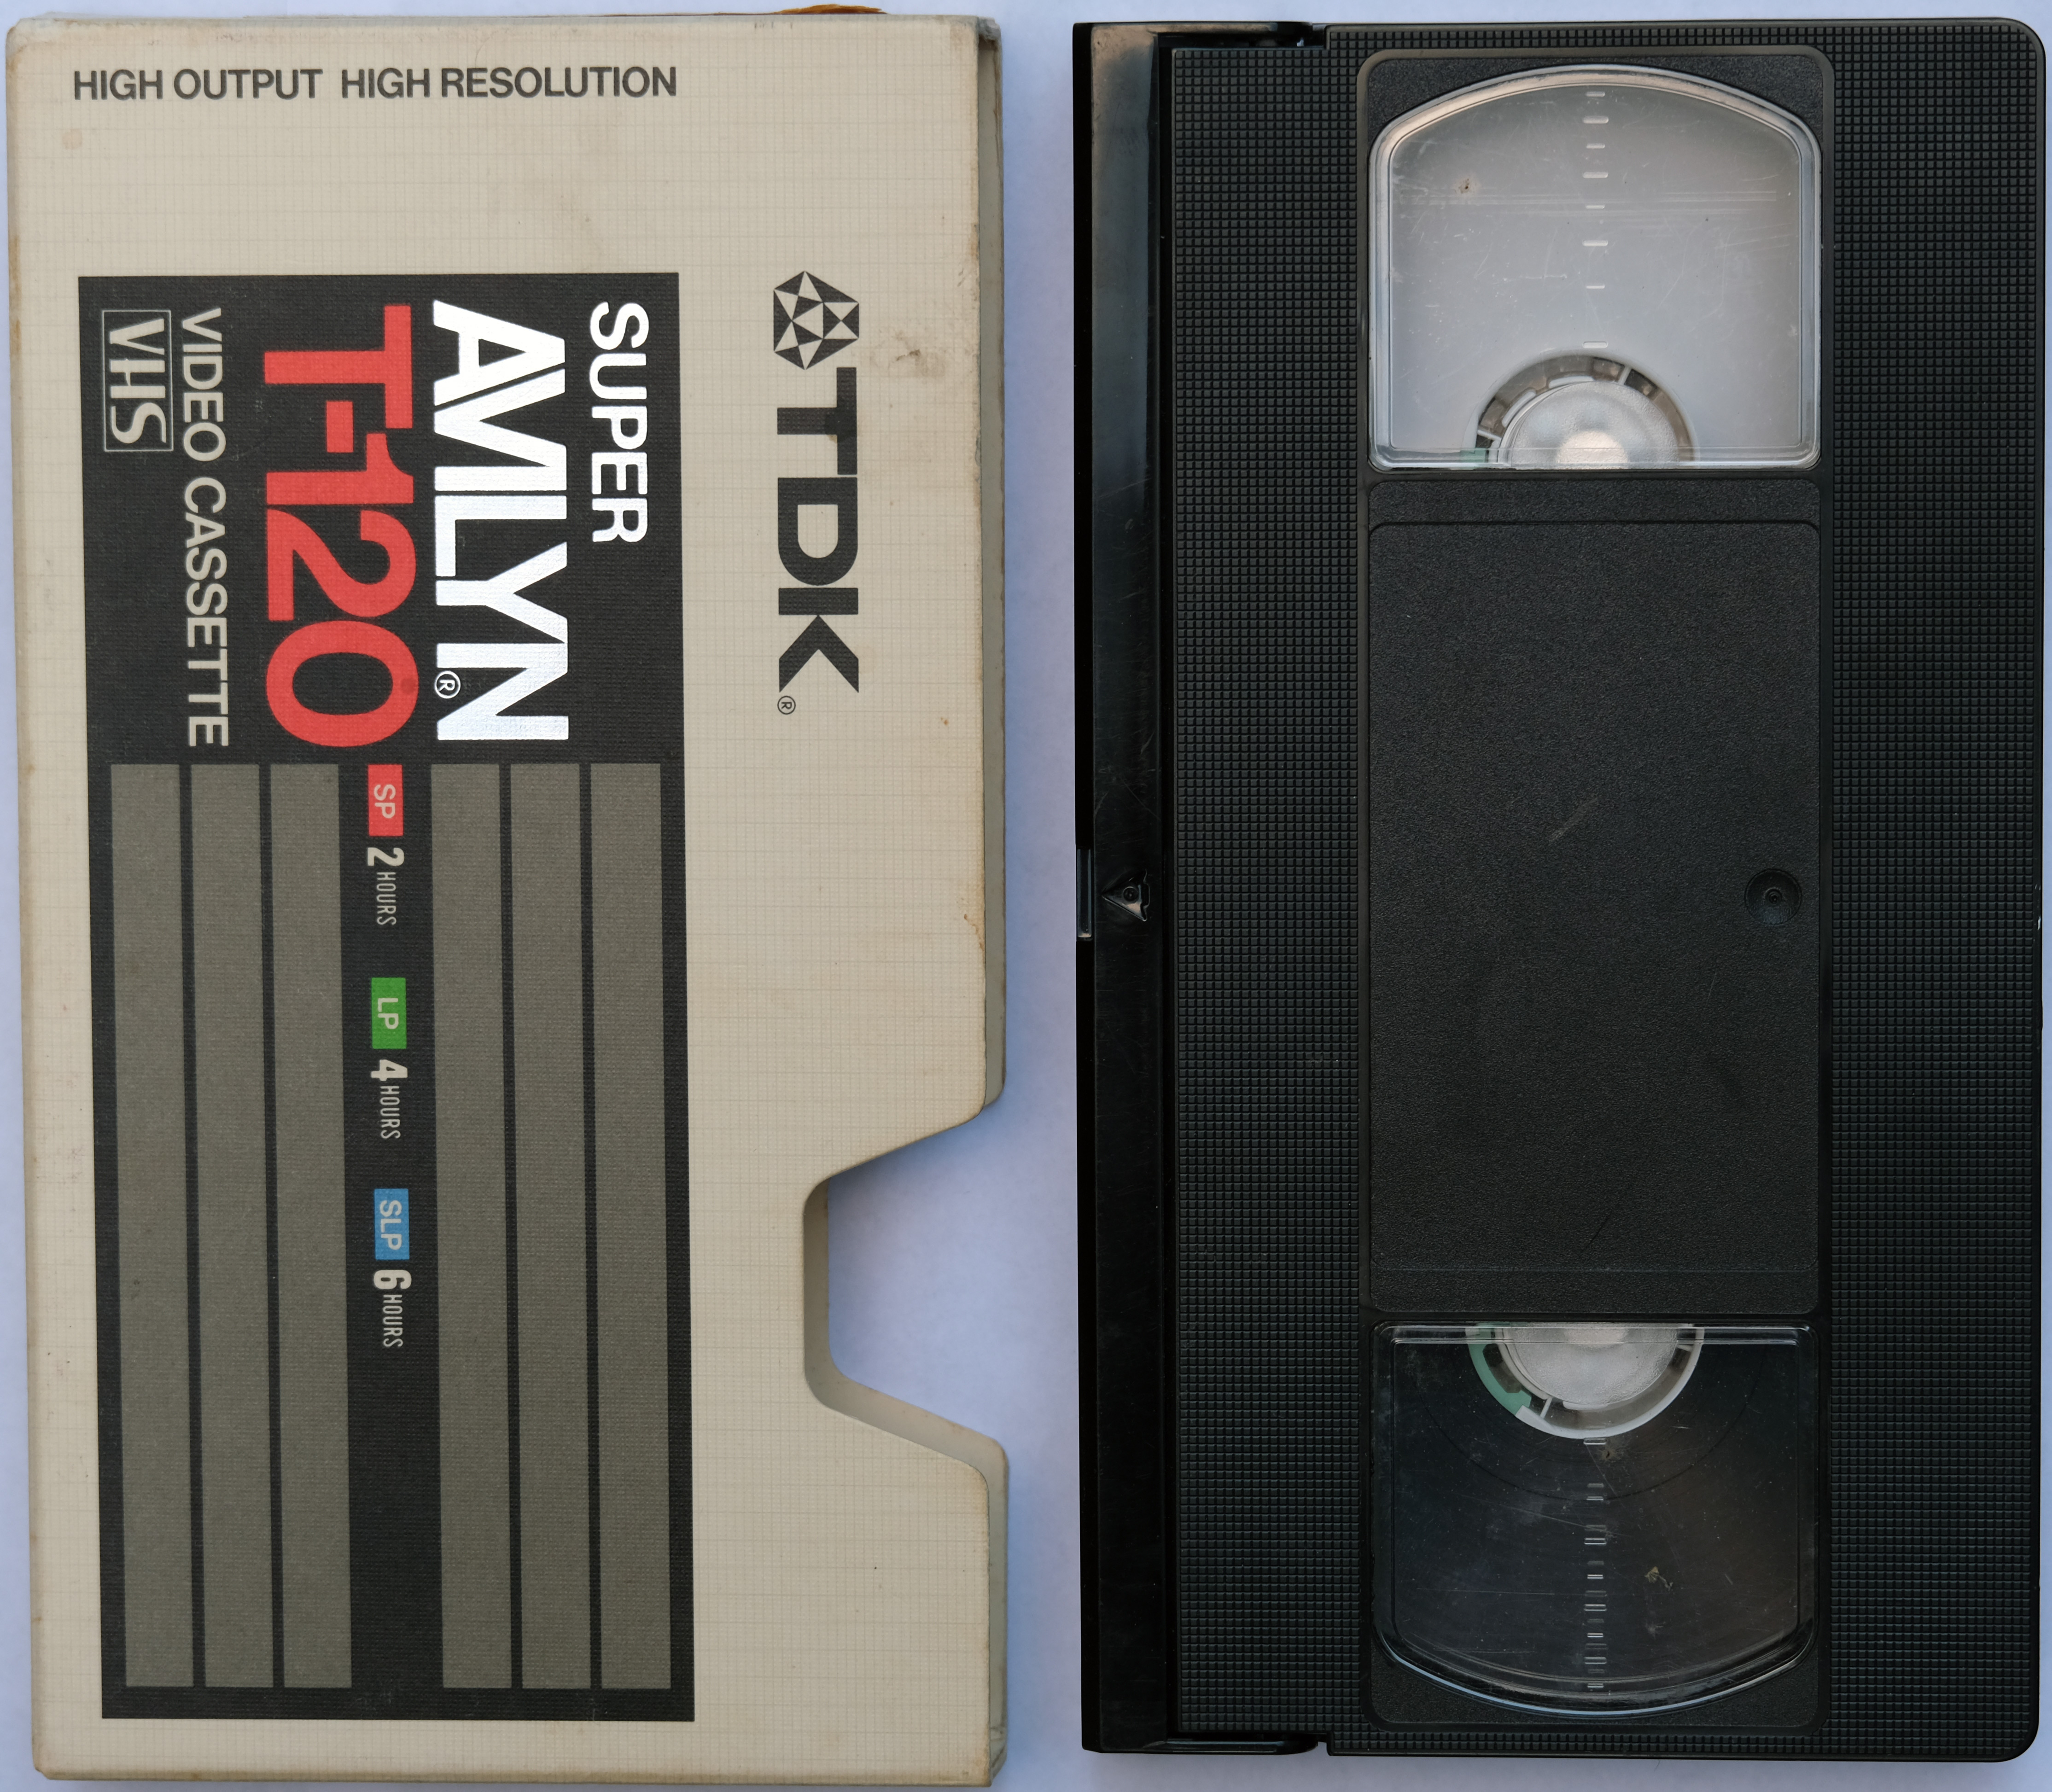 HIGH OUTPUT HIGH RESOLUTION
TDK®
SUPER
AVILYN®
T-120
VIDEO CASSETTE
VHS
SP 2 HOURS LP 4 HOURS SLP 6 HOURS